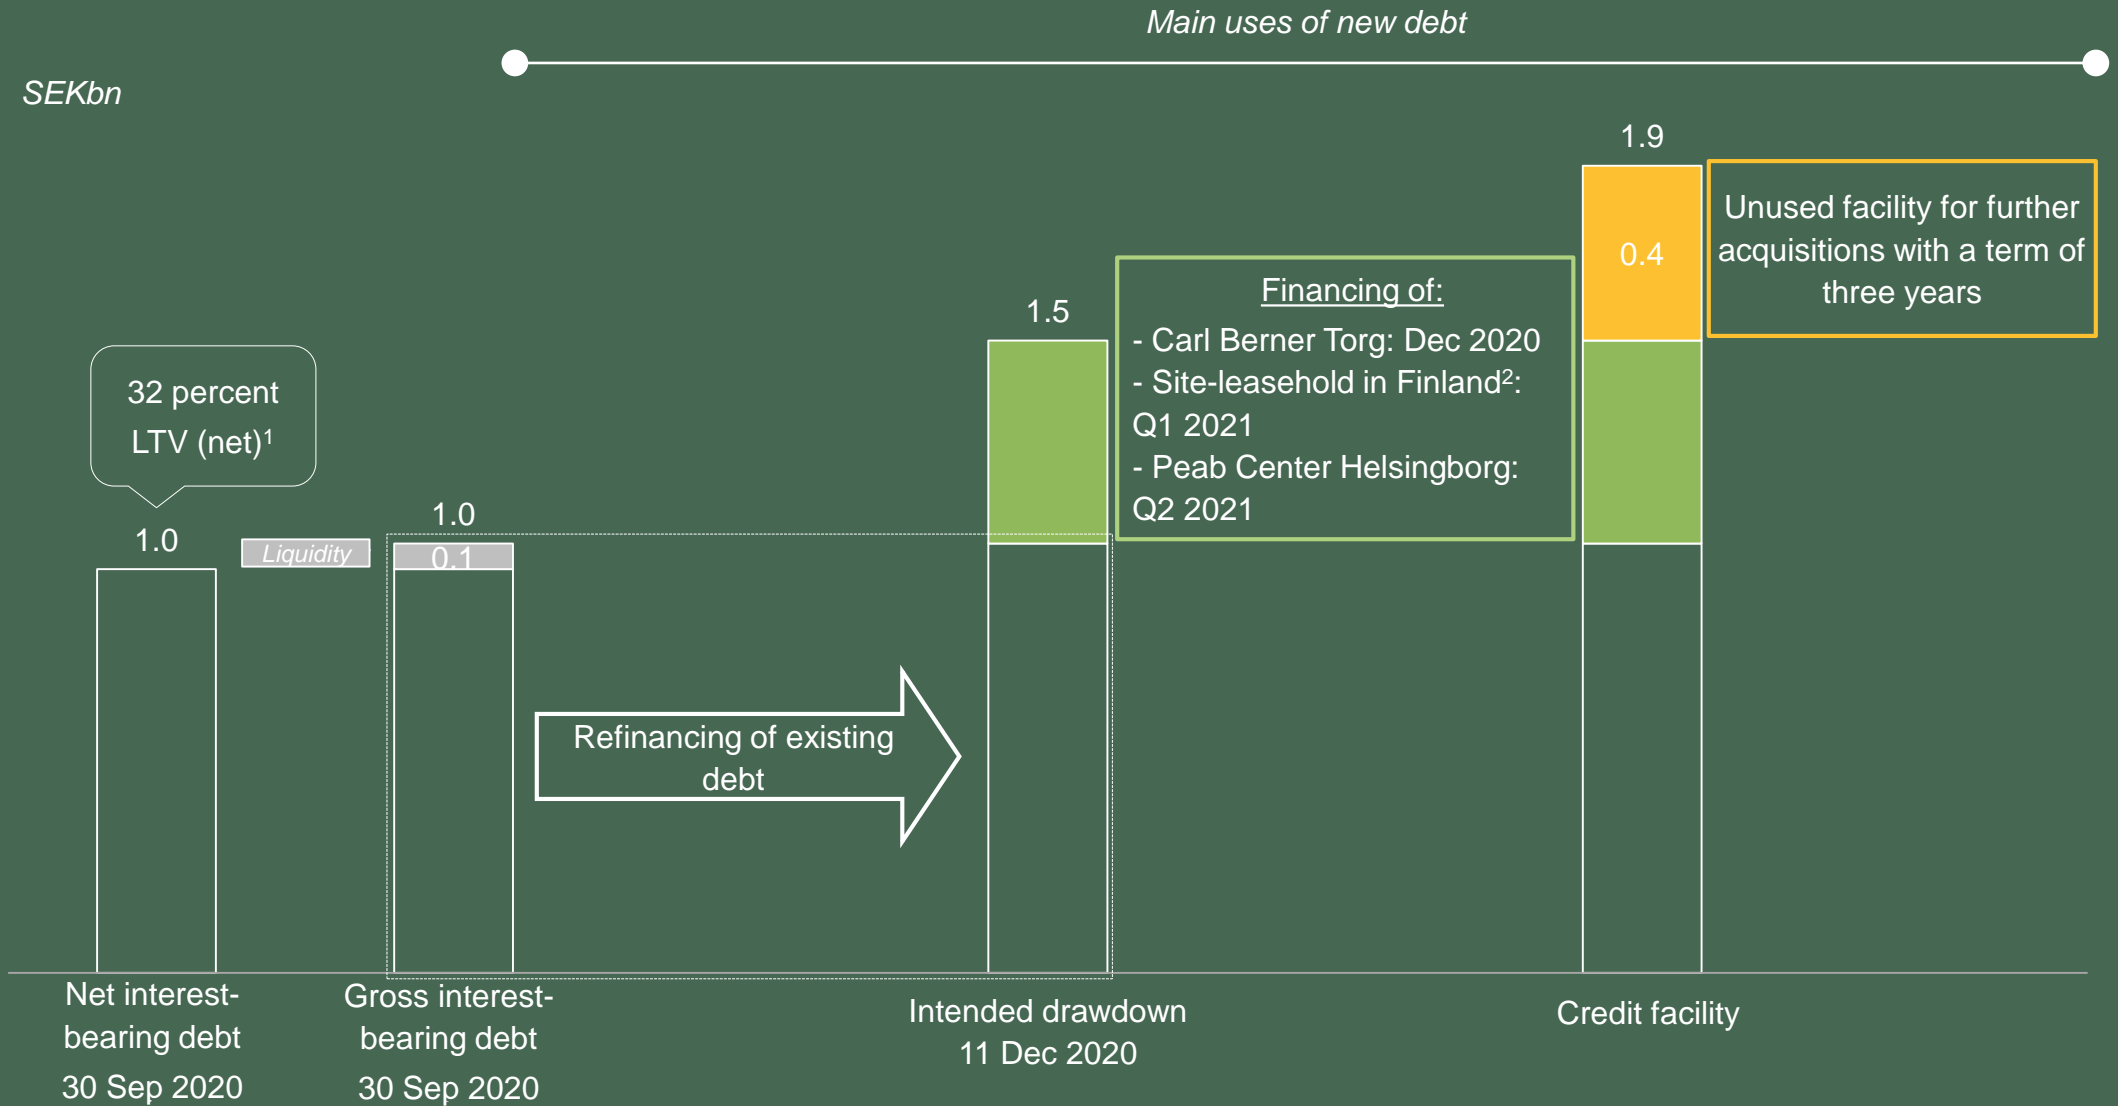 Main uses of new debt
SEKbn
1.9
0.4
Unused facility for further
acquisitions with a term of
three years
1.5
Financing of:
- Carl Berner Torg: Dec 2020
- Site-leasehold in Finland²:
Q1 2021
- Peab Center Helsingborg:
Q2 2021
32 percent
LTV (net)¹
1.0
Liquidity
1.0
0.1
Refinancing of existing
debt
Net interest-
bearing debt
30 Sep 2020
Gross interest-
bearing debt
30 Sep 2020
Intended drawdown
11 Dec 2020
Credit facility